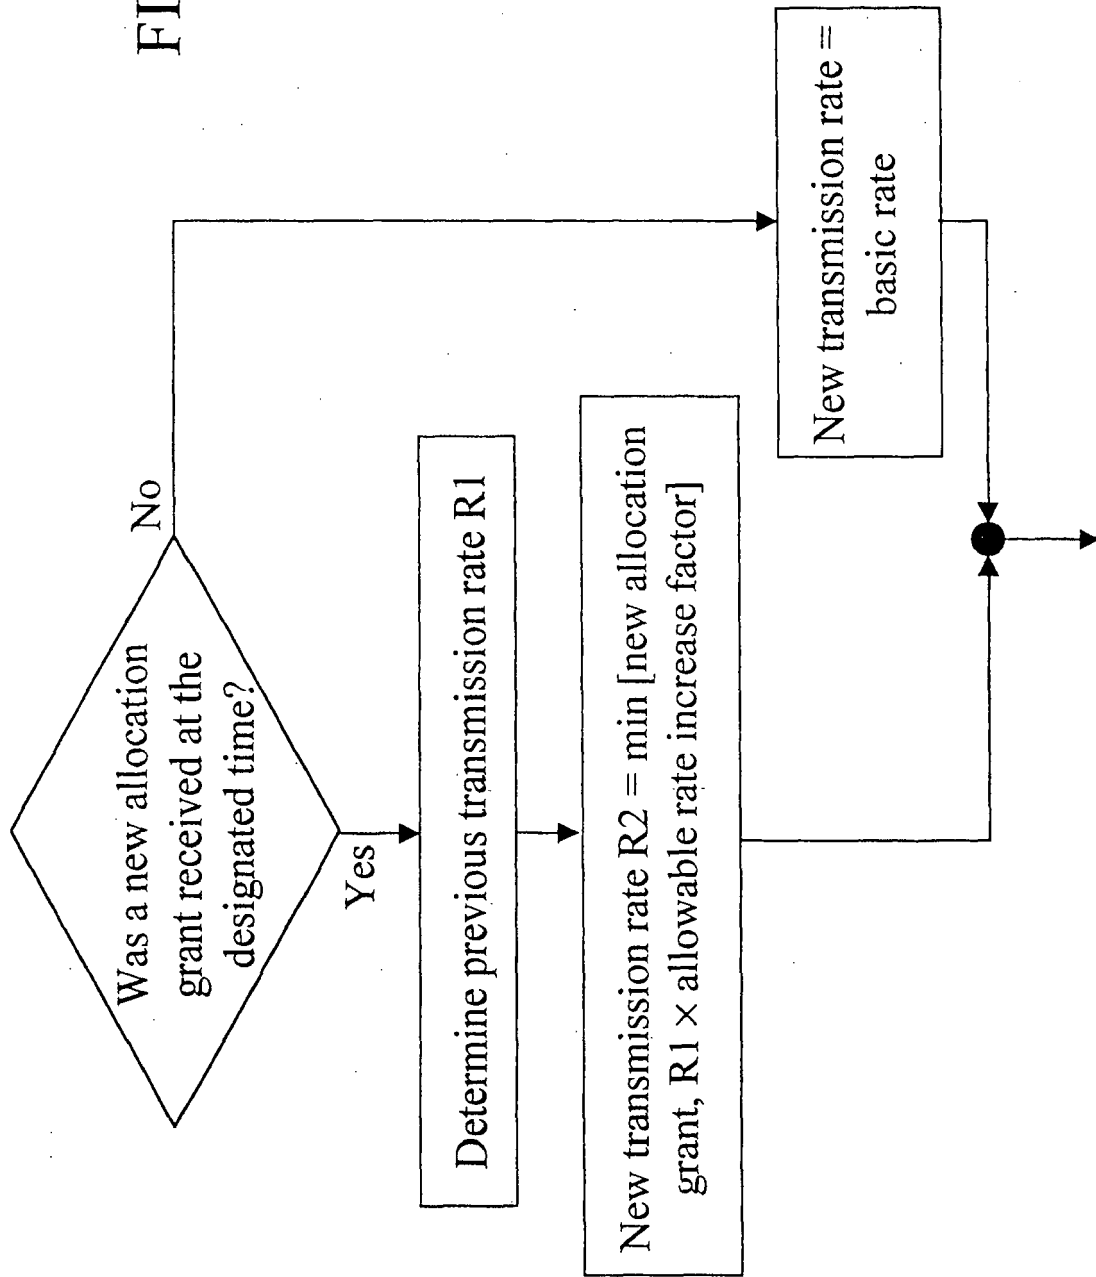 FI
Was a new allocation
grant received at the
designated time?
No
Yes
Determine previous transmission rate R1
New transmission rate R2 = min [new allocation
grant, R1 × allowable rate increase factor]
New transmission rate =
basic rate